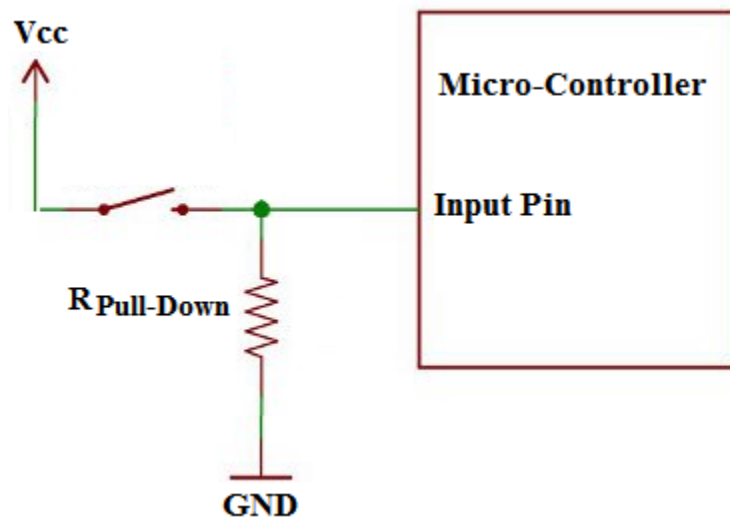 Vcc
Micro-Controller
Input Pin
R Pull-Down
GND